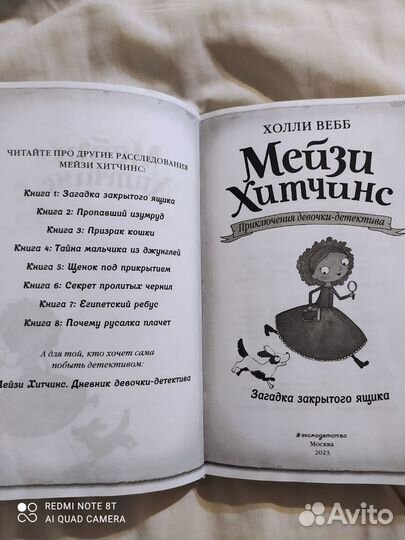 ЧИТАЙТЕ ПРО ДРУГИЕ РАССЛЕДОВАНИЯ
МЕЙЗИ ХИТЧИНС:
Книга 1: Загадка закрытого ящика
Книга 2: Пропавший изумруд
Книга 3: Призрак кошки
Книга 4: Тайна мальчика из джунглей
Книга 5: Щенок под прикрытием
Книга 6: Секрет пролитых чернил
Книга 7: Египетский ребус
Книга 8: Почему русалка плачет
А для той, кто хочет сама
побыть детективом:
Мейзи Хитчинс. Дневник девочки-детектива
ХОЛЛИ ВЕББ
Мейзи
Хитчинс
Приключения девочки-детектива
Загадка закрытого ящика
#эксмодетство
Москва
2023
REDMI NOTE 8T
AI QUAD CAMERA
Avito